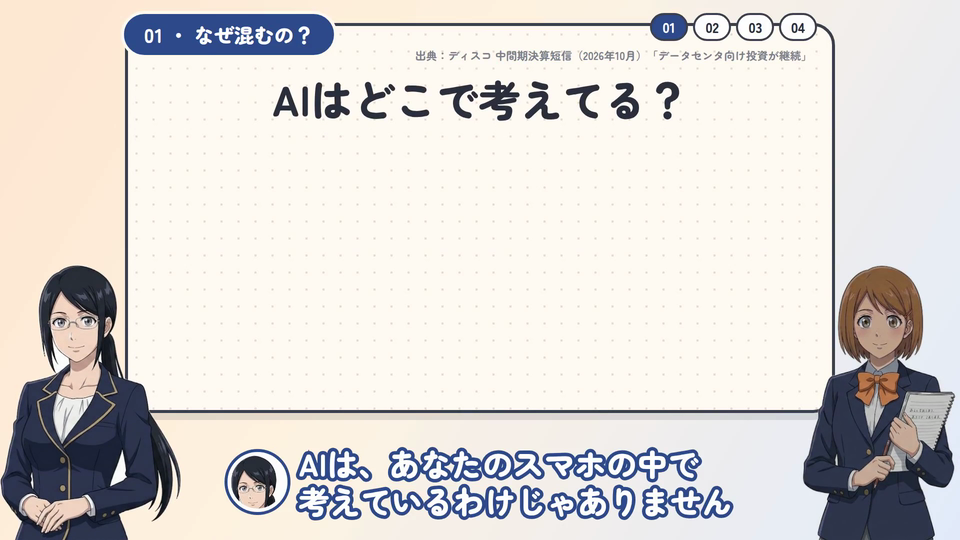 01 ・ なぜ混むの？
01 02 03 04
出典：ディスコ 中間期決算短信（2026年10月）「データセンタ向け投資が継続」
AIはどこで考えてる？
AIは、あなたのスマホの中で
考えているわけじゃありません